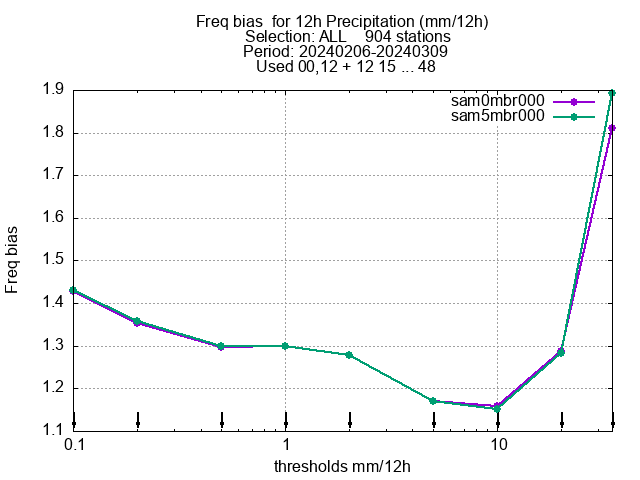 Freq bias  for 12h Precipitation (mm/12h)
Selection: ALL    904 stations
Period: 20240206-20240309
Used 00,12 + 12 15 ... 48
sam0mbr000
sam5mbr000
1.9
1.8
1.7
1.6
1.5
1.4
1.3
1.2
1.1
Freq bias
0.1 1 10
thresholds mm/12h